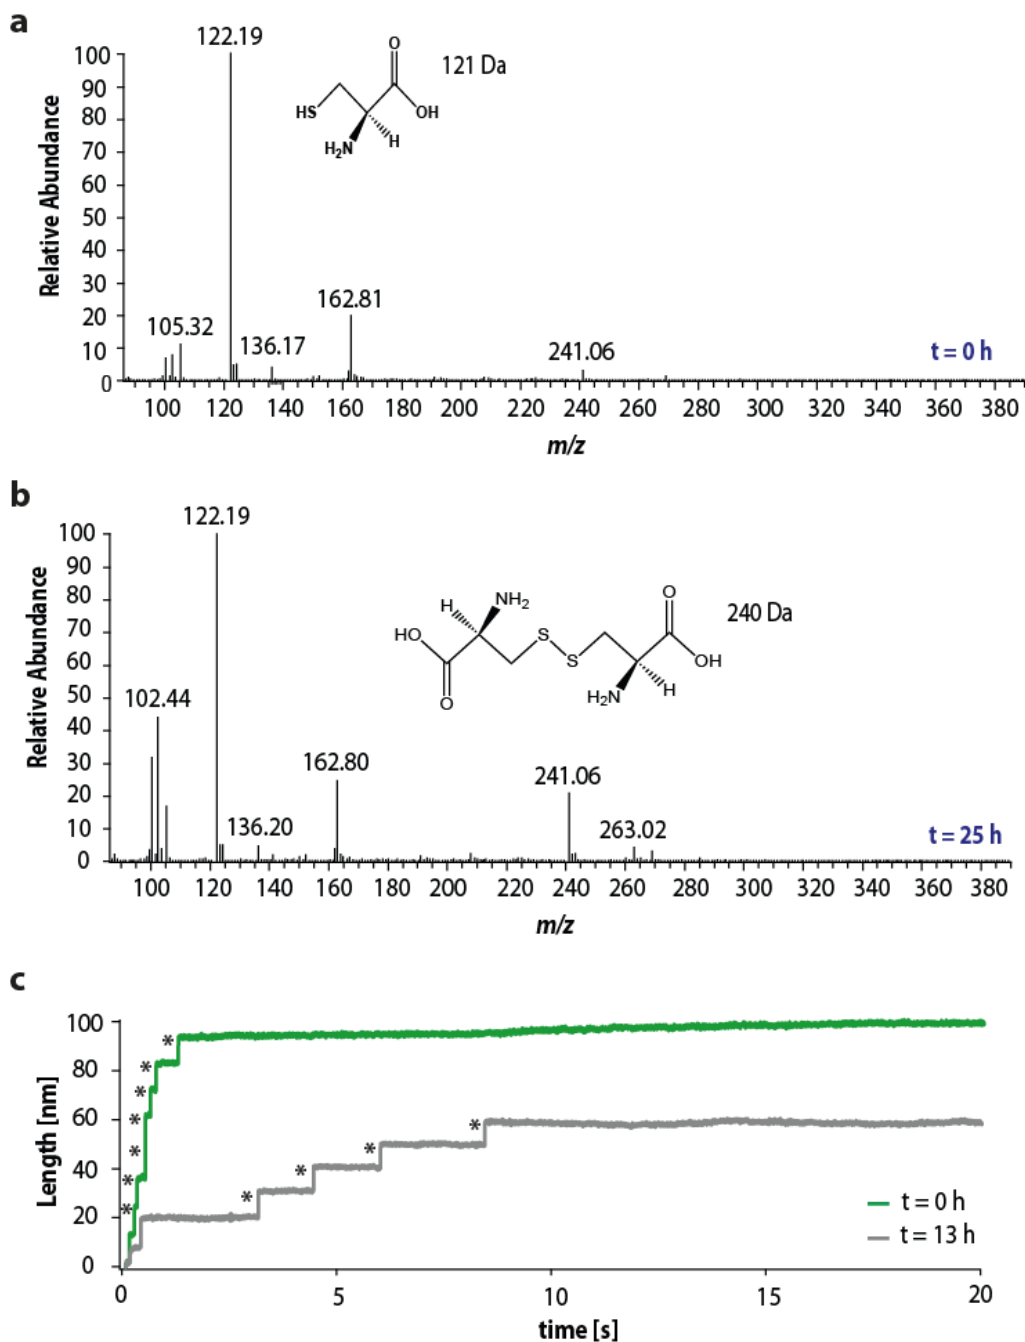 a
122.19
121 Da
O
HS
OH
H₂N
H
100
90
80
70
60
50
40
30
20
10
0
Relative Abundance
105.32
136.17
162.81
241.06
t = 0 h
100 120 140 160 180 200 220 240 260 280 300 320 340 360 380
m/z
b
122.19
240 Da
H
NH₂
O
HO
S
S
OH
O
H₂N
H
100
90
80
70
60
50
40
30
20
10
0
Relative Abundance
102.44
136.20
162.80
241.06
263.02
t = 25 h
100 120 140 160 180 200 220 240 260 280 300 320 340 360 380
m/z
c
100
80
60
40
20
0
Length [nm]
* * * * * * *
* * * *
t = 0 h
t = 13 h
0 5 10 15 20
time [s]